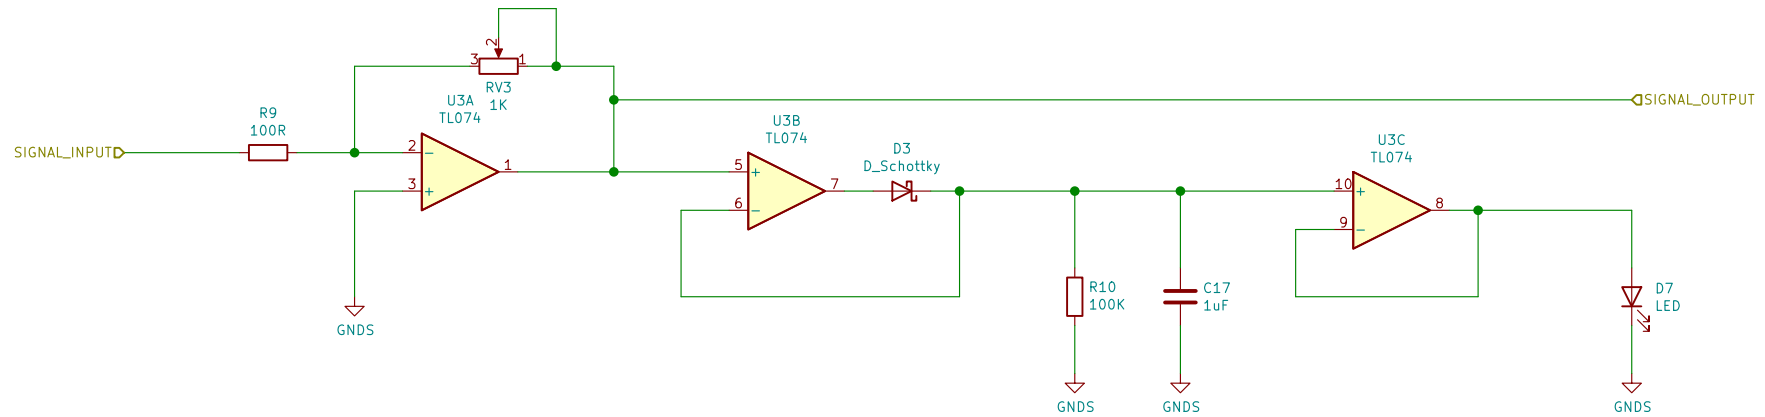 2
3
1
RV3
1K
U3A
TL074
SIGNAL_OUTPUT
R9
100R
U3B
TL074
SIGNAL_INPUT
2
−
1
3
+
D3
D_Schottky
U3C
TL074
5
+
7
6
−
10
+
8
9
−
R10
100K
C17
1uF
D7
LED
GNDS
GNDS
GNDS
GNDS